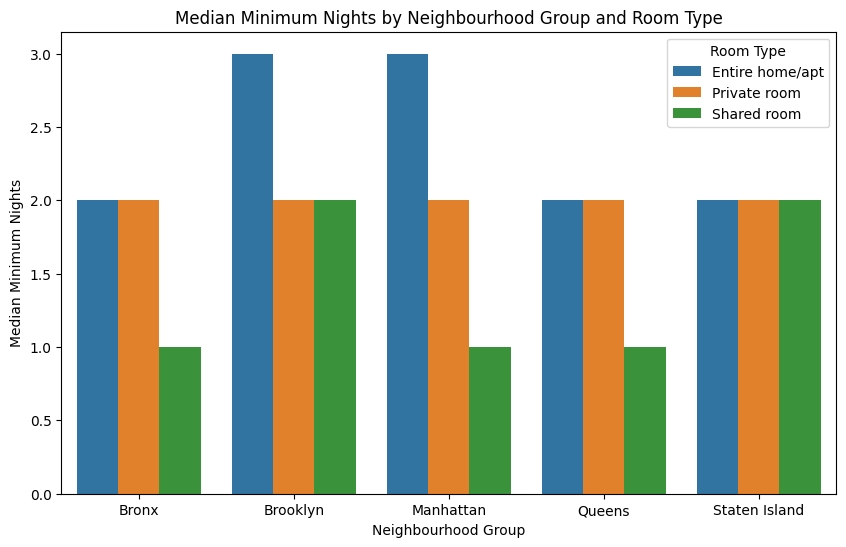 Median Minimum Nights by Neighbourhood Group and Room Type
Room Type
Entire home/apt
Private room
Shared room
Median Minimum Nights
3.0
2.5
2.0
1.5
1.0
0.5
0.0
Bronx
Brooklyn
Manhattan
Queens
Staten Island
Neighbourhood Group